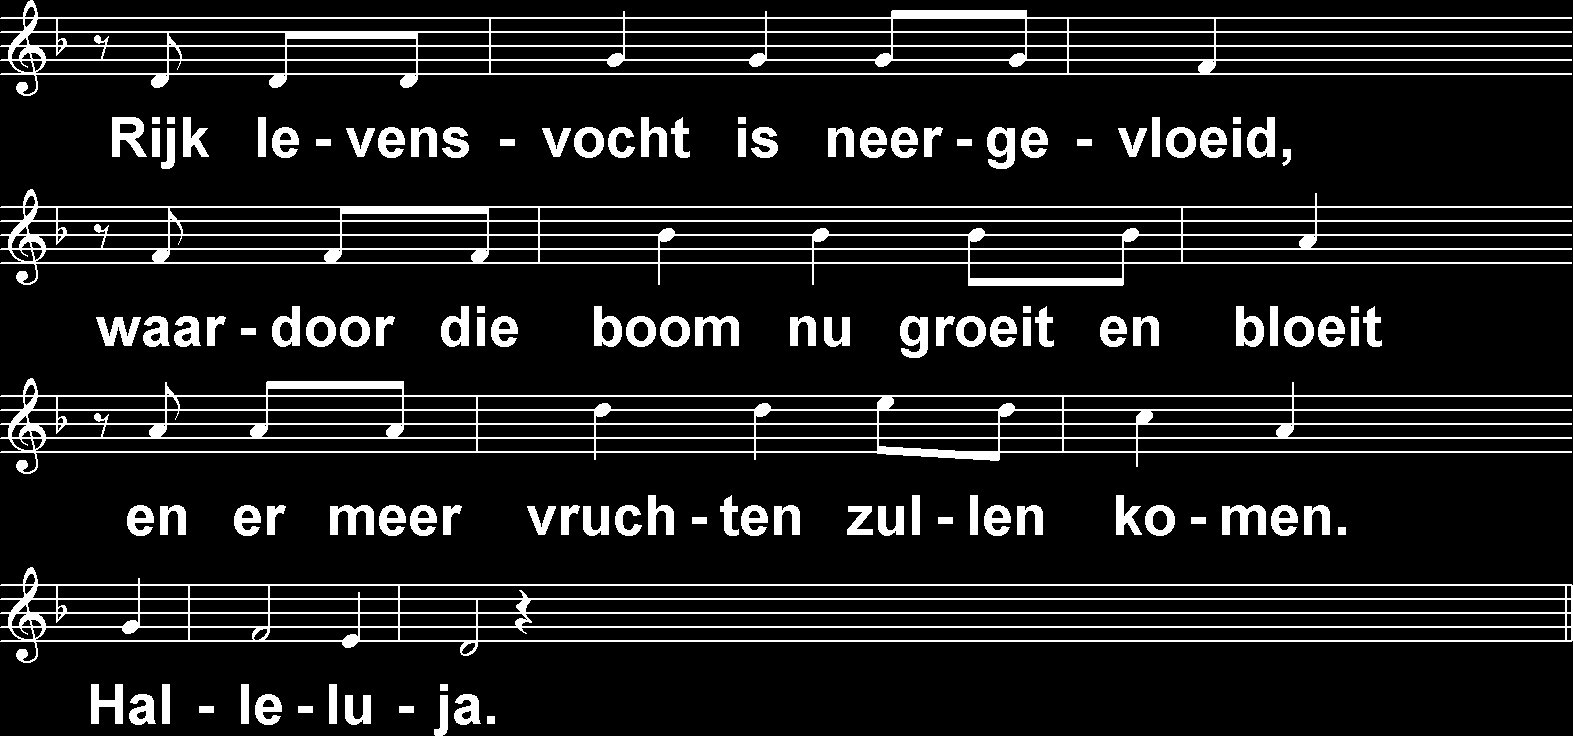 Rijk le - vens - vocht is neer - ge - vloeid,
waar - door die boom nu groeit en bloeit
en er meer vruch - ten zul - len ko - men.
Hal - le - lu - ja.